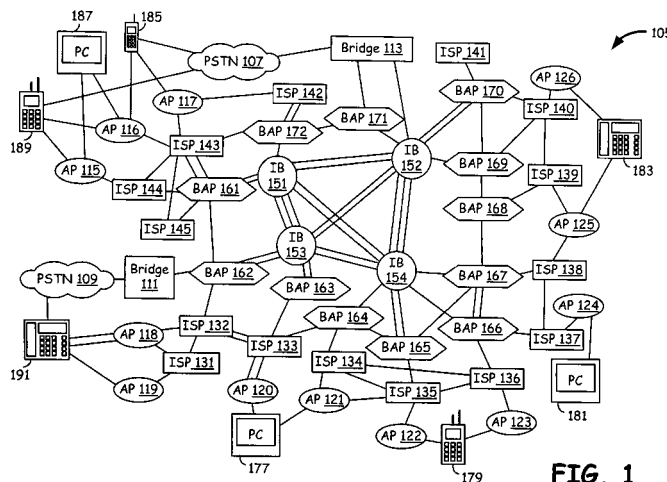 185
187
105
PC
PSTN 107
Bridge 113
ISP 141
AP 126
AP 117
ISP 142
BAP 170
ISP 140
189
AP 116
ISP 143
BAP 172
BAP 171
IB 152
183
AP 115
ISP 144
BAP 161
IB 151
BAP 169
ISP 139
BAP 168
ISP 145
IB 153
AP 125
PSTN 109
Bridge 111
BAP 162
BAP 163
IB 154
BAP 167
ISP 138
191
AP 118
ISP 132
BAP 164
BAP 166
AP 124
ISP 131
ISP 133
BAP 165
ISP 137
AP 119
ISP 134
ISP 136
AP 120
ISP 135
PC
181
AP 121
PC
177
AP 122
AP 123
179
FIG. 1